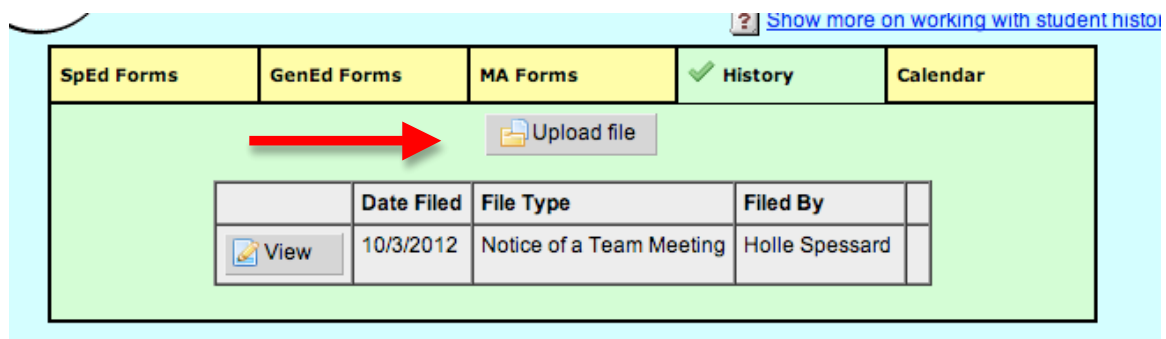 ? Show more on working with student histor
SpEd Forms GenEd Forms MA Forms History Calendar
Upload file
Date Filed File Type Filed By
View 10/3/2012 Notice of a Team Meeting Holle Spessard